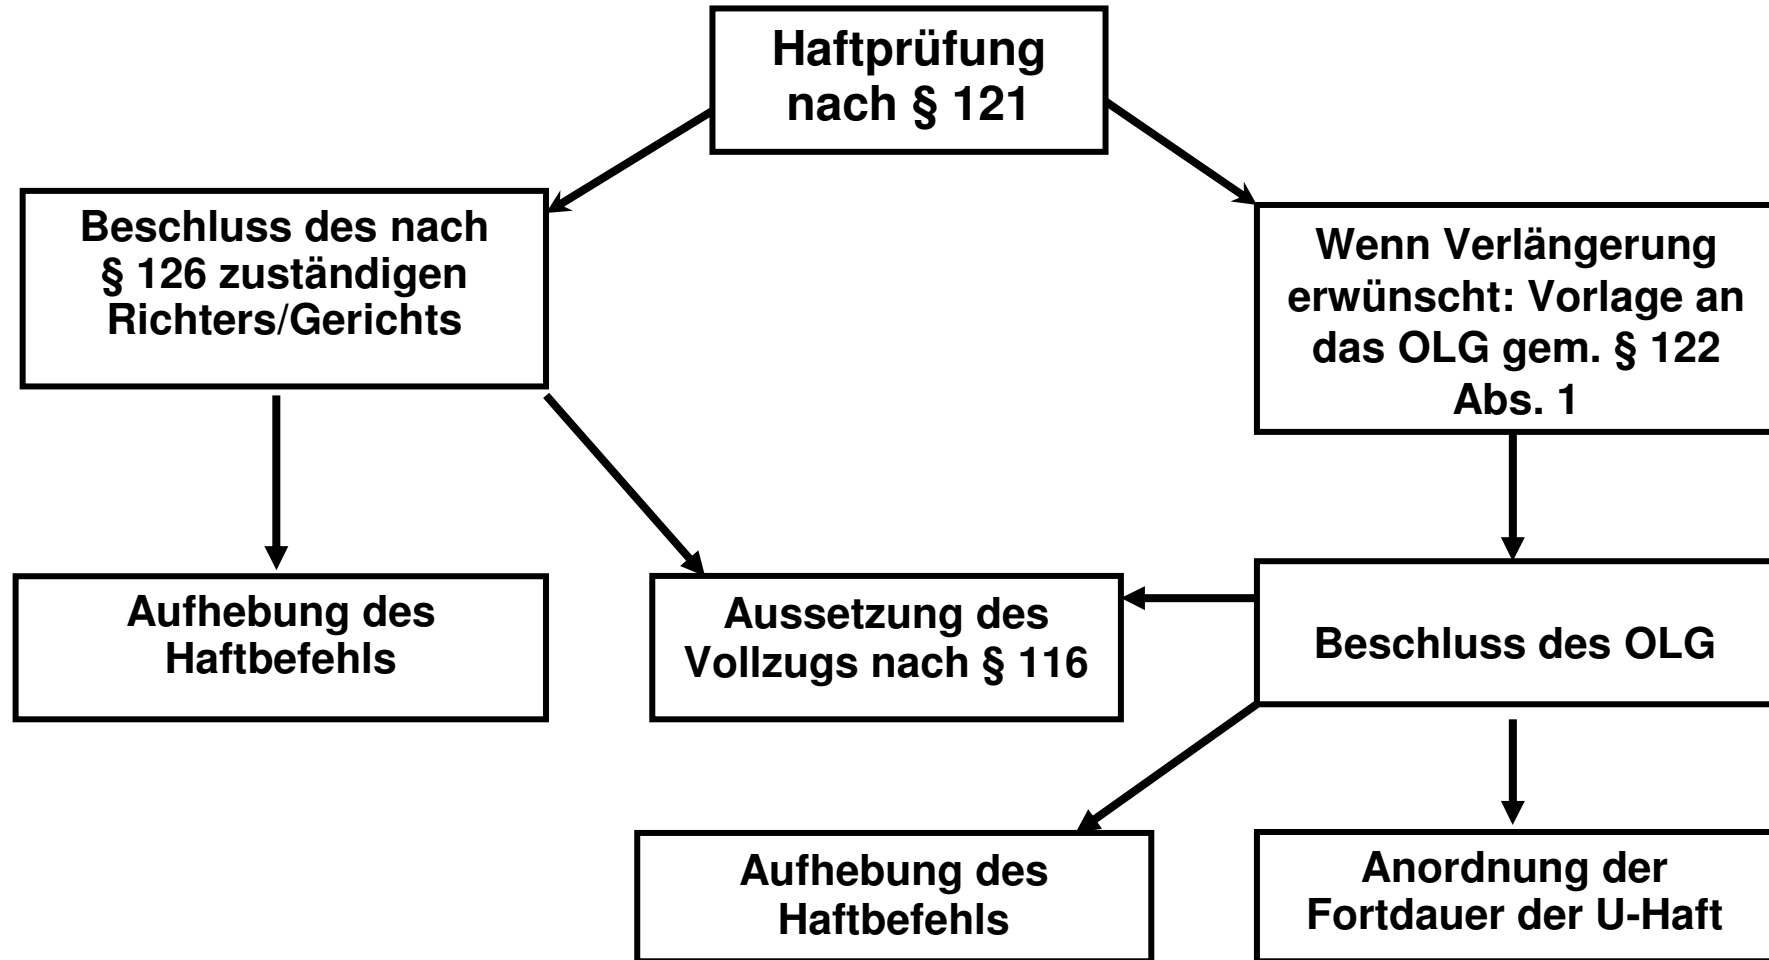 Haftprüfung
nach § 121
Beschluss des nach
§ 126 zuständigen
Richters/Gerichts
Wenn Verlängerung
erwünscht: Vorlage an
das OLG gem. § 122
Abs. 1
Aufhebung des
Haftbefehls
Aussetzung des
Vollzugs nach § 116
Beschluss des OLG
Aufhebung des
Haftbefehls
Anordnung der
Fortdauer der U-Haft